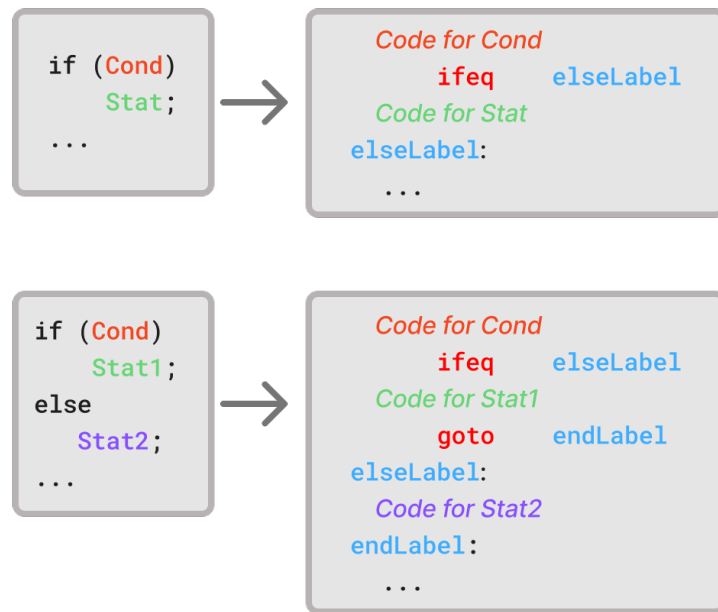 if (Cond)
Stat;
...
Code for Cond
ifeq elseLabel
Code for Stat
elseLabel:
...
if (Cond)
Stat1;
else
Stat2;
...
Code for Cond
ifeq elseLabel
Code for Stat1
goto endLabel
elseLabel:
Code for Stat2
endLabel:
...